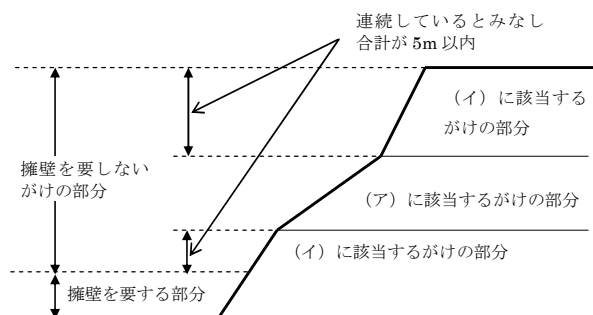 連続しているとみなし
合計が 5m 以内
（イ）に該当する
がけの部分
擁壁を要しない
がけの部分
（ア）に該当するがけの部分
（イ）に該当するがけの部分
擁壁を要する部分